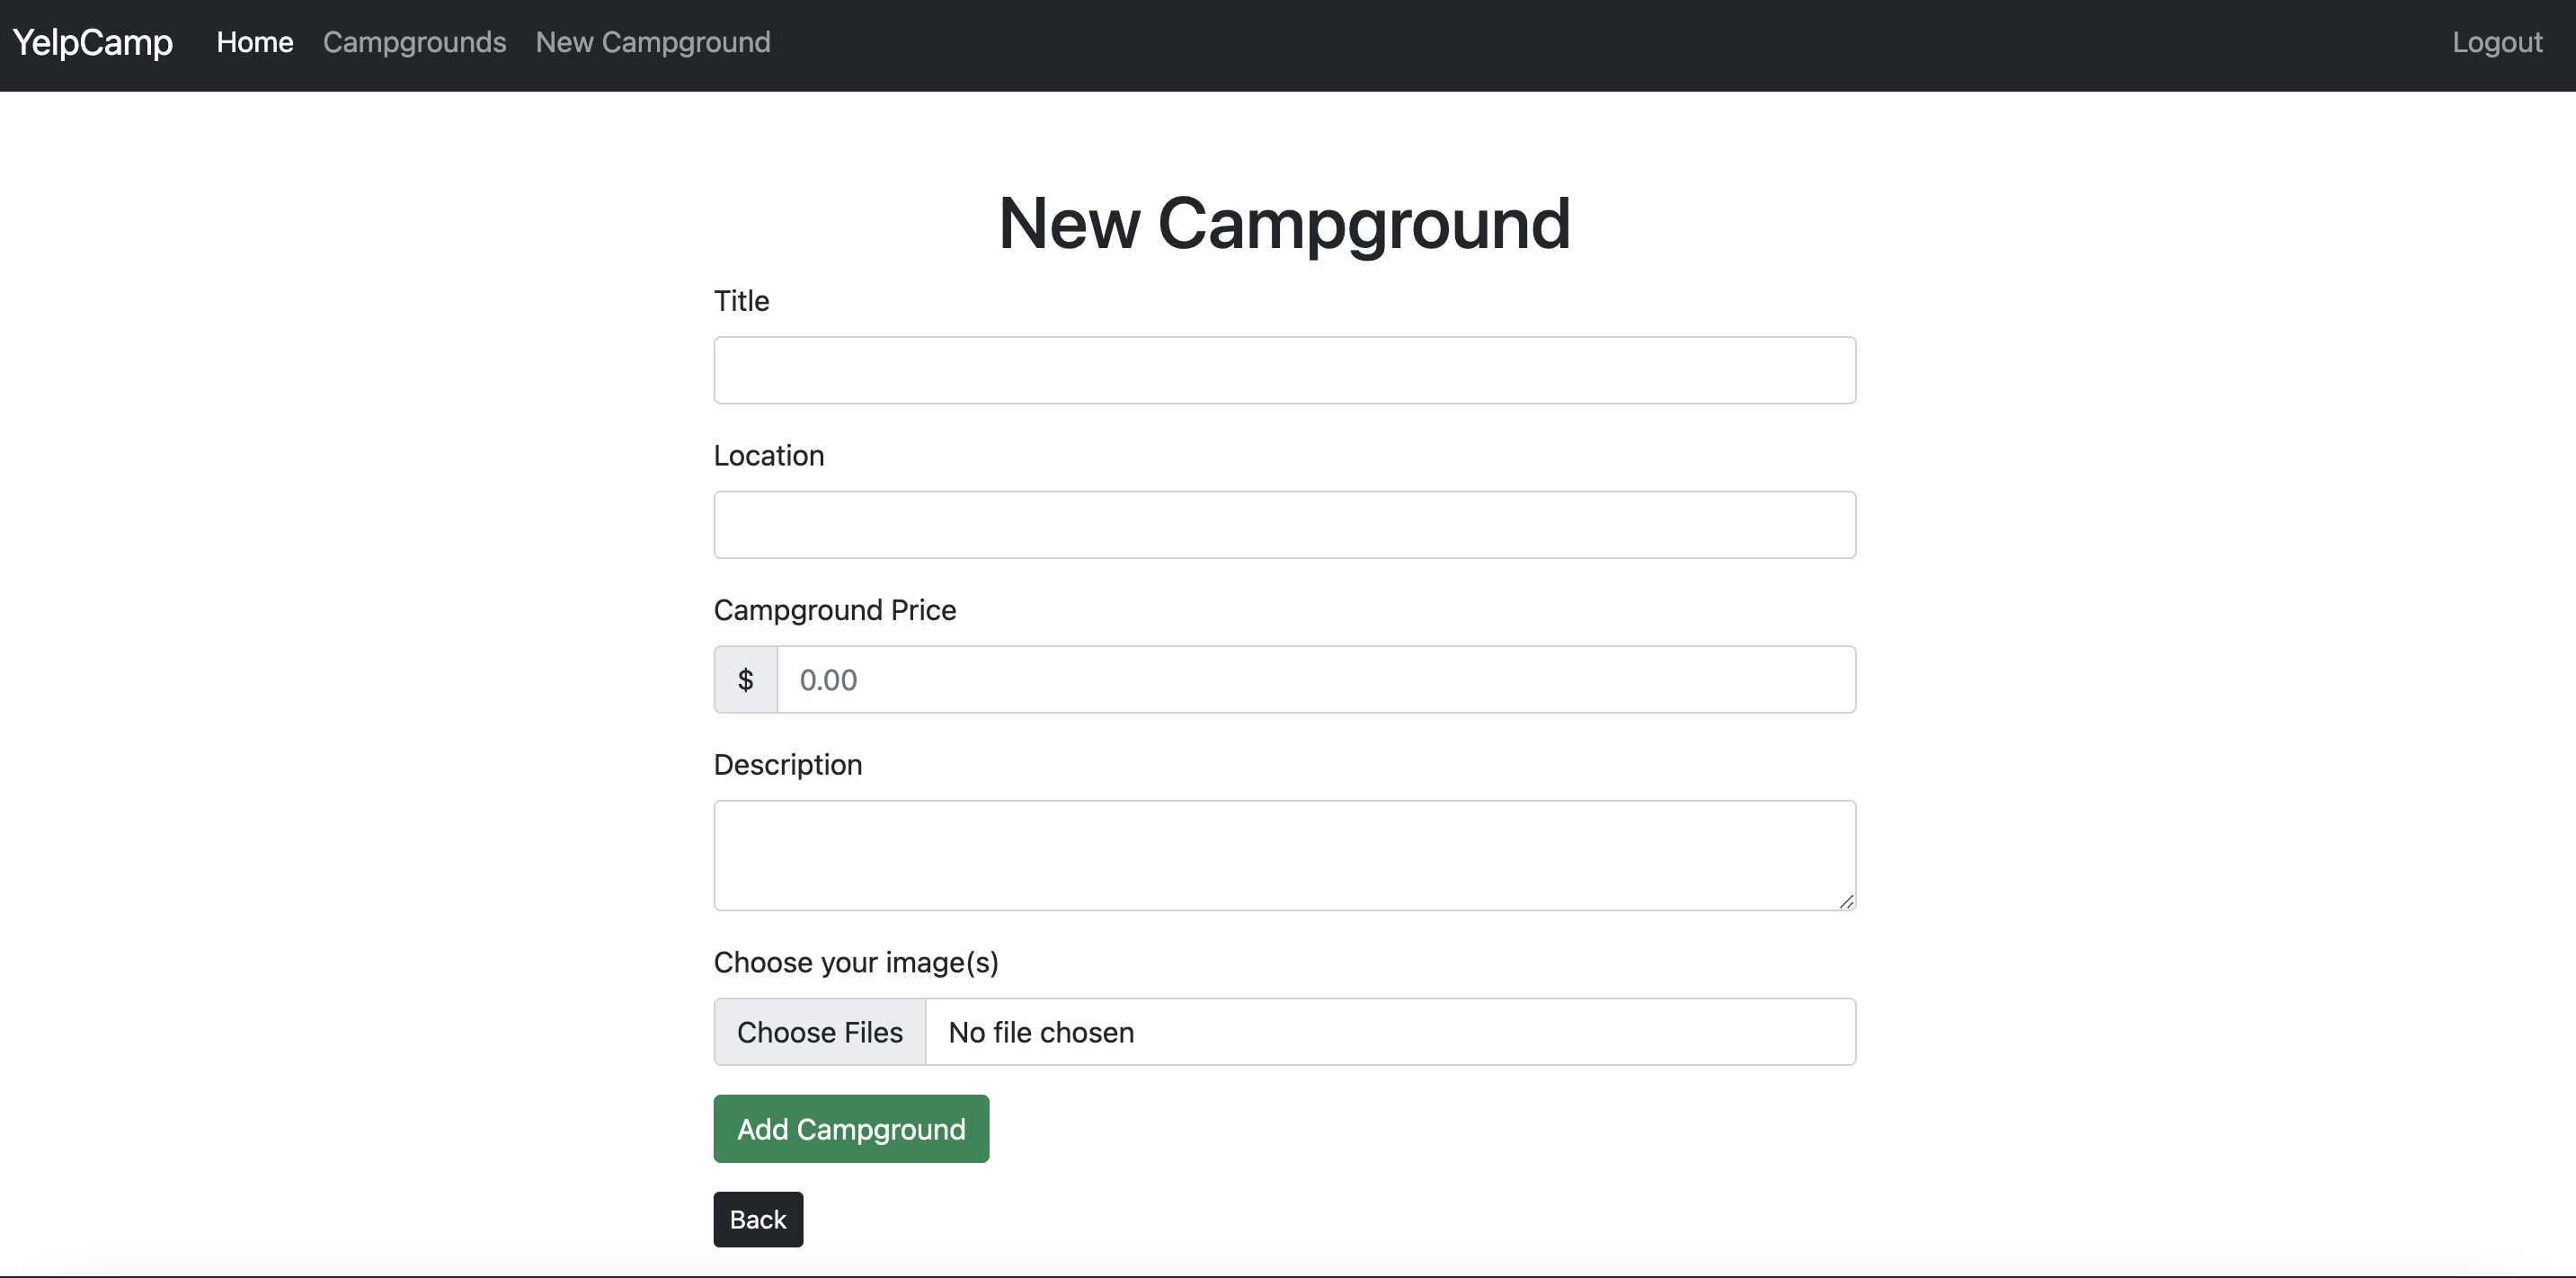 YelpCamp Home Campgrounds New Campground Logout
New Campground
Title
Location
Campground Price
$ 0.00
Description
Choose your image(s)
Choose Files No file chosen
Add Campground
Back